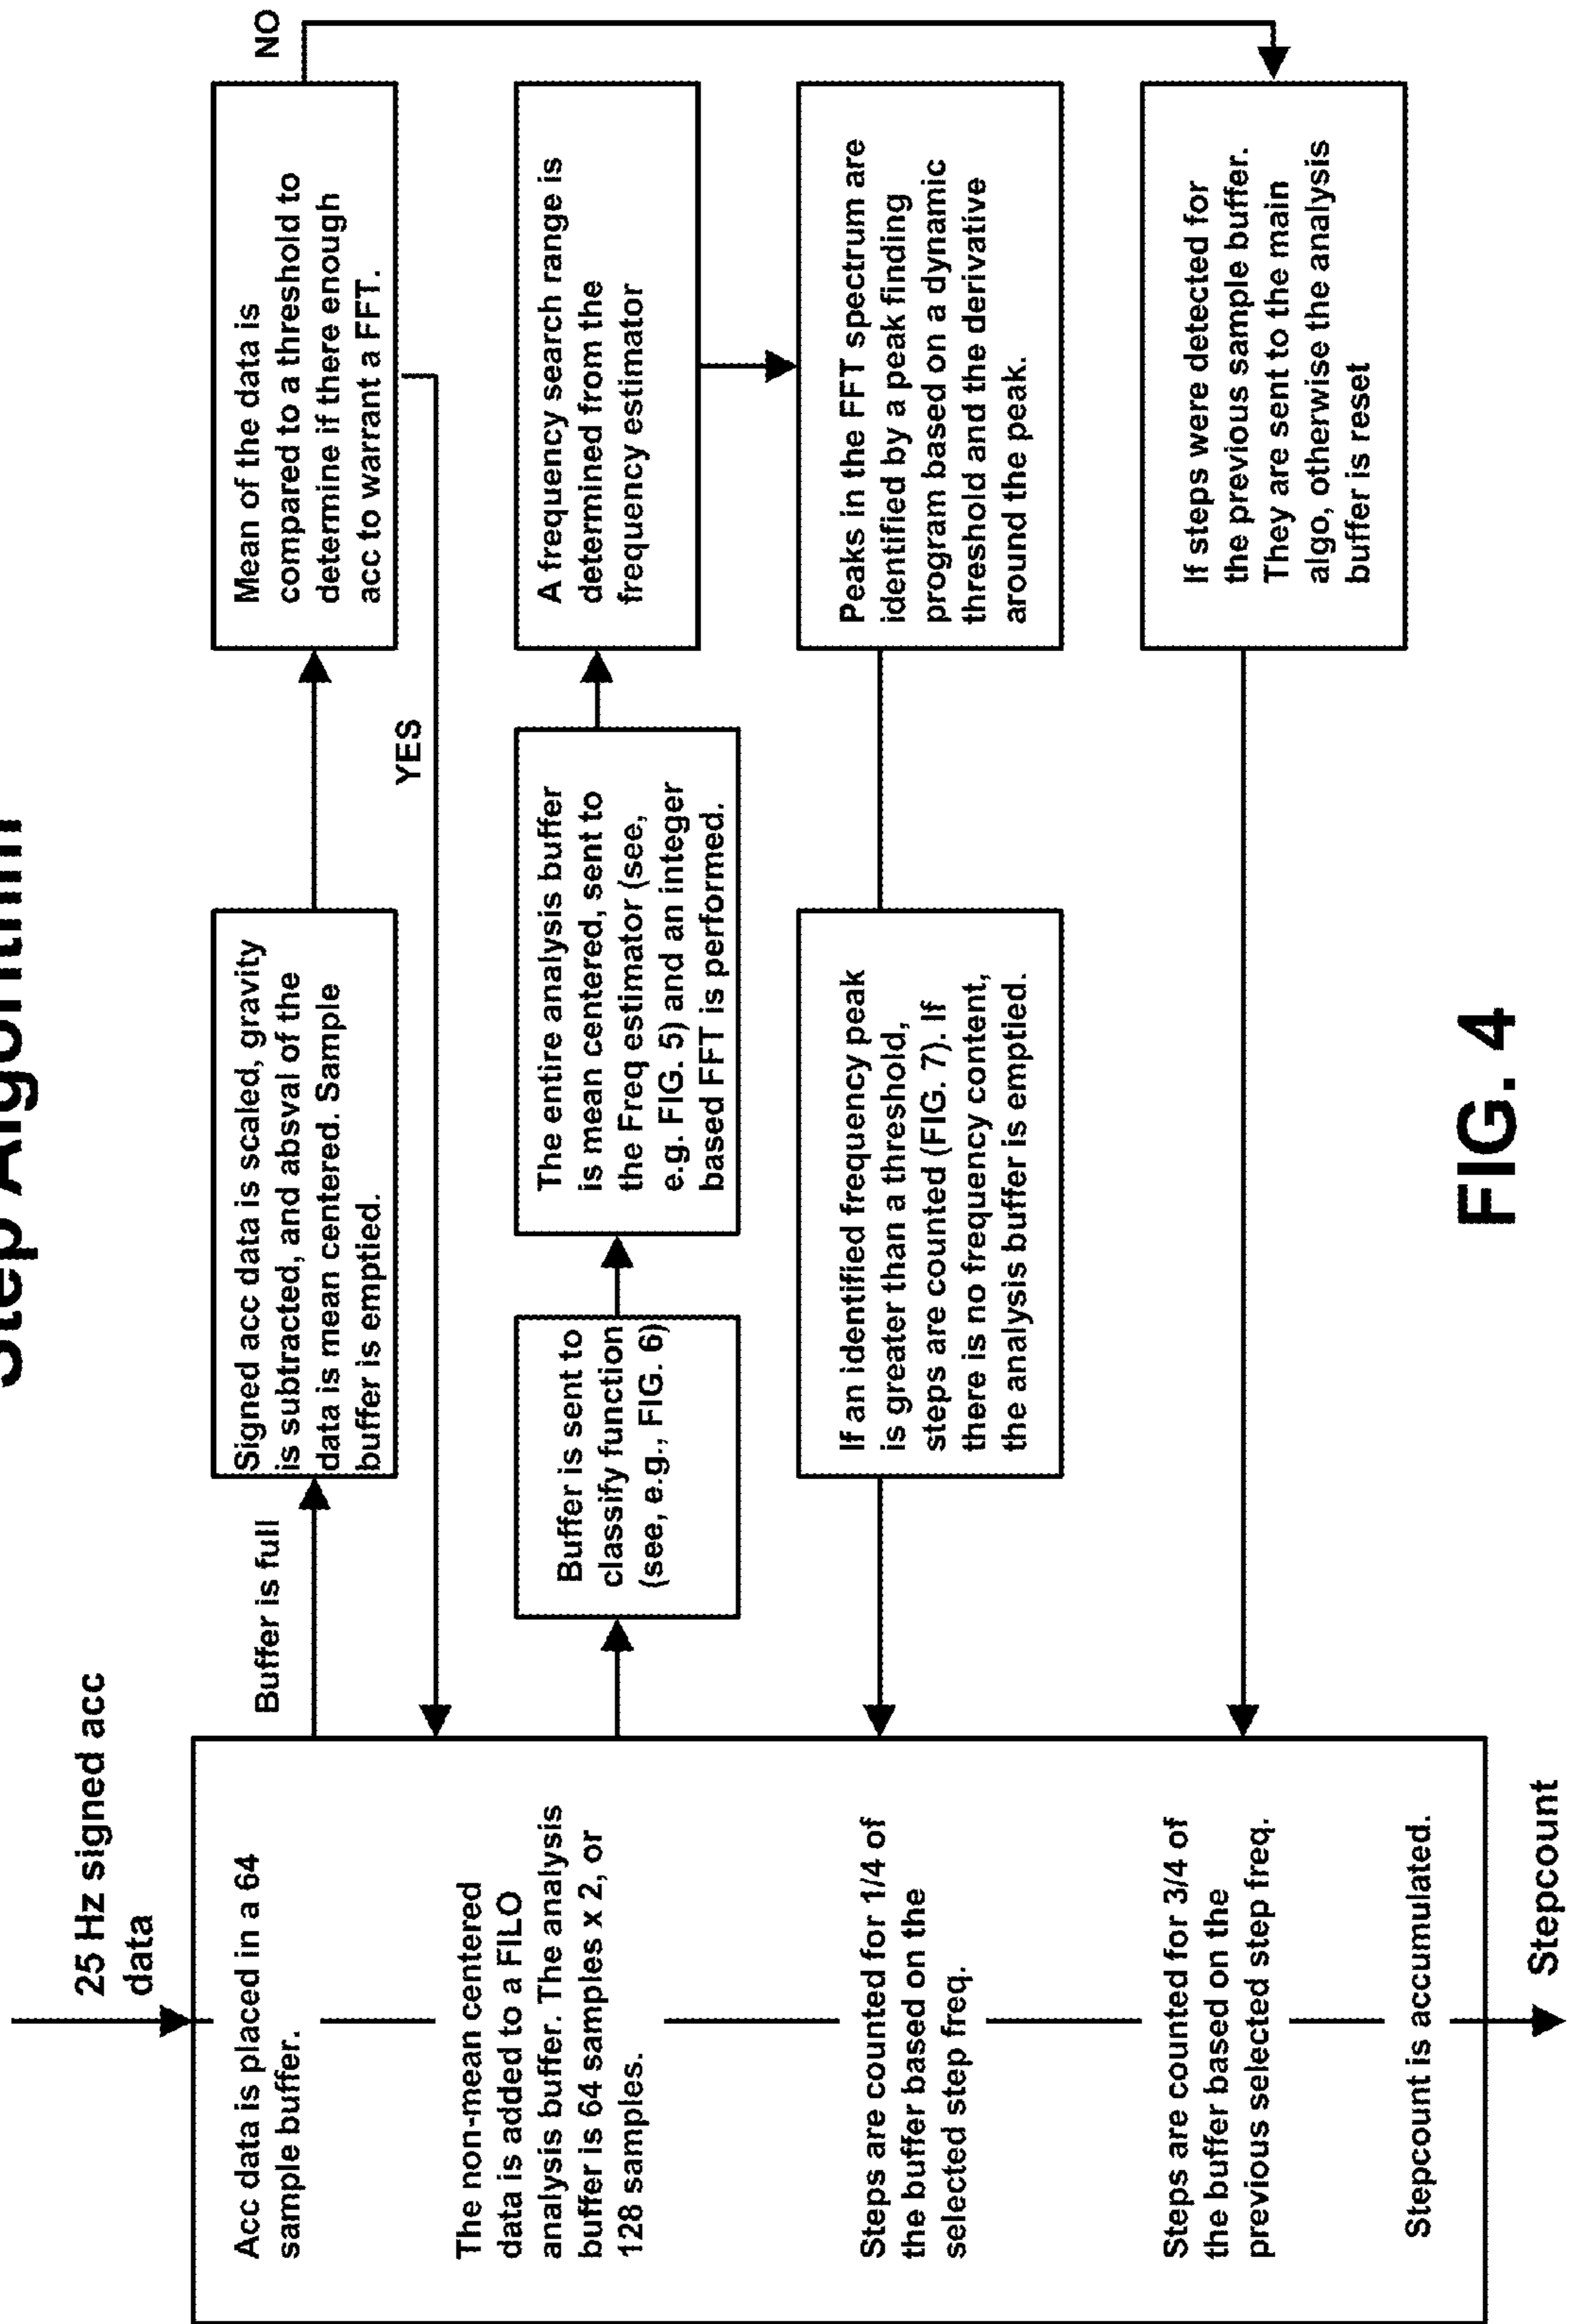 Step Algorithm
25 Hz signed acc
data
Acc data is placed in a 64
sample buffer.
Buffer is full
Signed acc data is scaled, gravity
is subtracted, and absval of the
data is mean centered. Sample
buffer is emptied.
Mean of the data is
compared to a threshold to
determine if there enough
acc to warrant a FFT.
NO
YES
The non-mean centered
data is added to a FILO
analysis buffer. The analysis
buffer is 64 samples x 2, or
128 samples.
Buffer is sent to
classify function
(see, e.g., FIG. 6)
The entire analysis buffer
is mean centered, sent to
the Freq estimator (see,
e.g. FIG. 5) and an integer
based FFT is performed.
A frequency search range is
determined from the
frequency estimator
Peaks in the FFT spectrum are
identified by a peak finding
program based on a dynamic
threshold and the derivative
around the peak.
If an identified frequency peak
is greater than a threshold,
steps are counted (FIG. 7). If
there is no frequency content,
the analysis buffer is emptied.
Steps are counted for 1/4 of
the buffer based on the
selected step freq.
If steps were detected for
the previous sample buffer.
They are sent to the main
algo, otherwise the analysis
buffer is reset
Steps are counted for 3/4 of
the buffer based on the
previous selected step freq.
Stepcount is accumulated.
Stepcount
FIG. 4